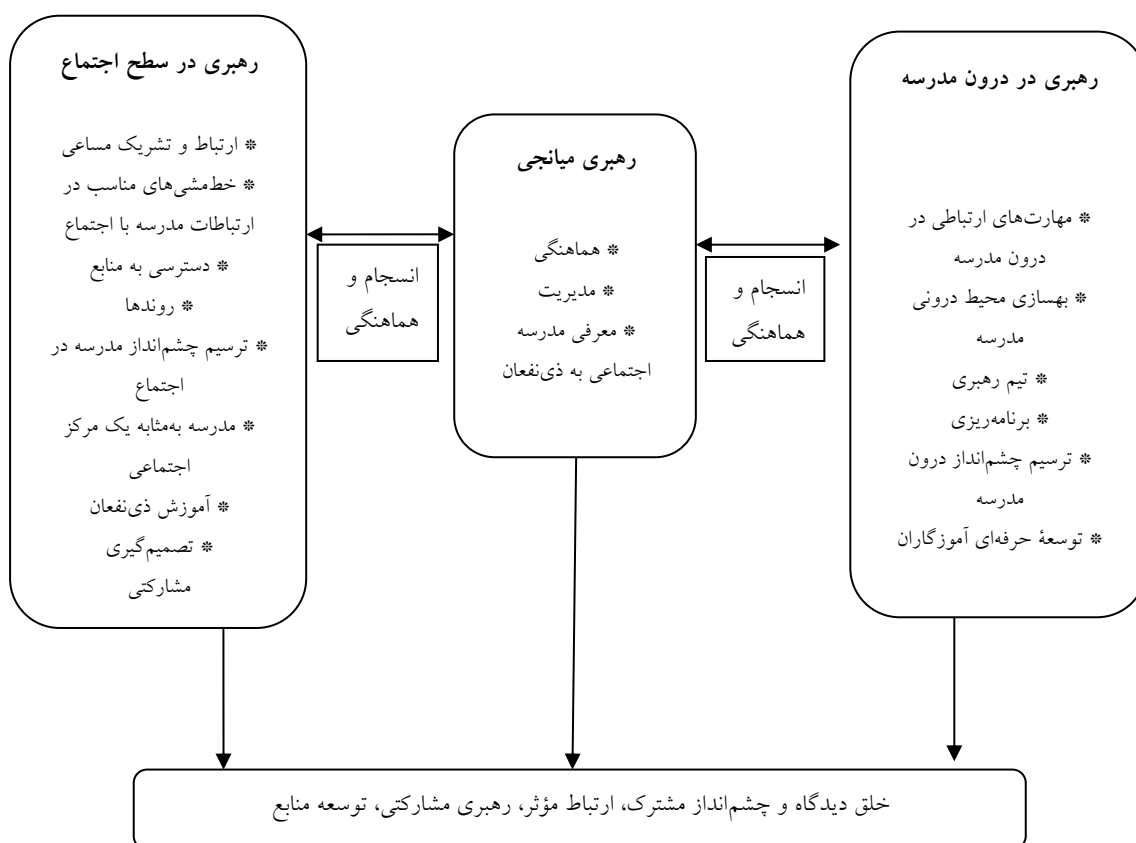 رهبری در درون مدرسه
❊ مهارت‌های ارتباطی در
درون مدرسه
❊ بهسازی محیط درونی
مدرسه
❊ تیم رهبری
❊ برنامه‌ریزی
❊ ترسیم چشم‌انداز درون
مدرسه
❊ توسعهٔ حرفه‌ای آموزگاران
انسجام و
هماهنگی
رهبری میانجی
❊ هماهنگی
❊ مدیریت
❊ معرفی مدرسه
اجتماعی به ذی‌نفعان
انسجام و
هماهنگی
رهبری در سطح اجتماع
❊ ارتباط و تشریک مساعی
❊ خط‌مشی‌های مناسب در
ارتباطات مدرسه با اجتماع
❊ دسترسی به منابع
❊ روندها
❊ ترسیم چشم‌انداز مدرسه در
اجتماع
❊ مدرسه به‌مثابه یک مرکز
اجتماعی
❊ آموزش ذی‌نفعان
❊ تصمیم‌گیری
مشارکتی
خلق دیدگاه و چشم‌انداز مشترک، ارتباط مؤثر، رهبری مشارکتی، توسعه منابع